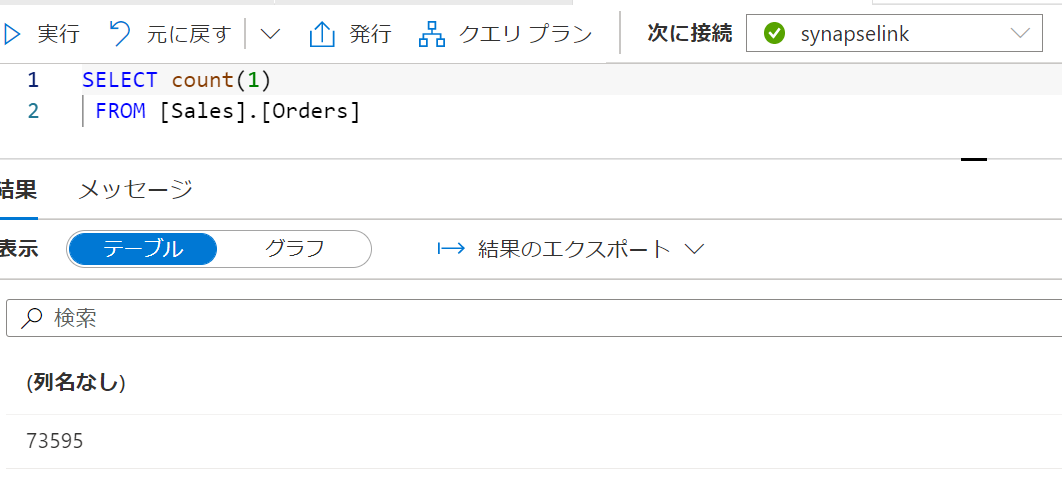 実行 元に戻す 発行 クエリ プラン 次に接続 synapselink
1 SELECT count(1)
2 FROM [Sales].[Orders]
結果 メッセージ
表示 テーブル グラフ 結果のエクスポート
検索
(列名なし)
73595